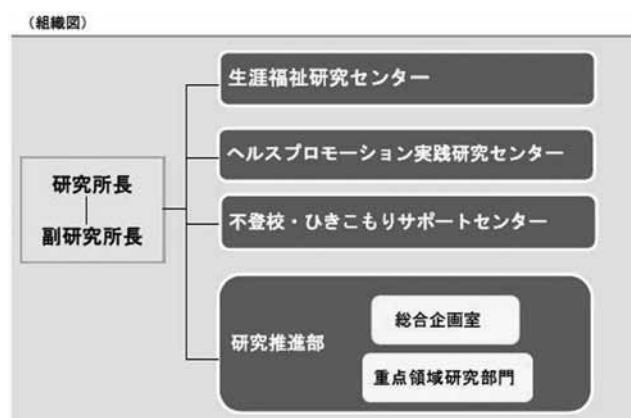 (組織図)
研究所長
副研究所長
生涯福祉研究センター
ヘルスプロモーション実践研究センター
不登校・ひきこもりサポートセンター
研究推進部
総合企画室
重点領域研究部門